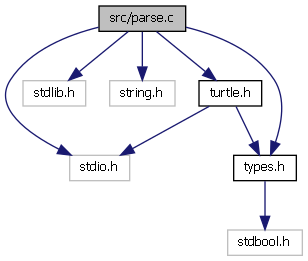 src/parse.c
stdlib.h
string.h
turtle.h
stdio.h
types.h
stdbool.h